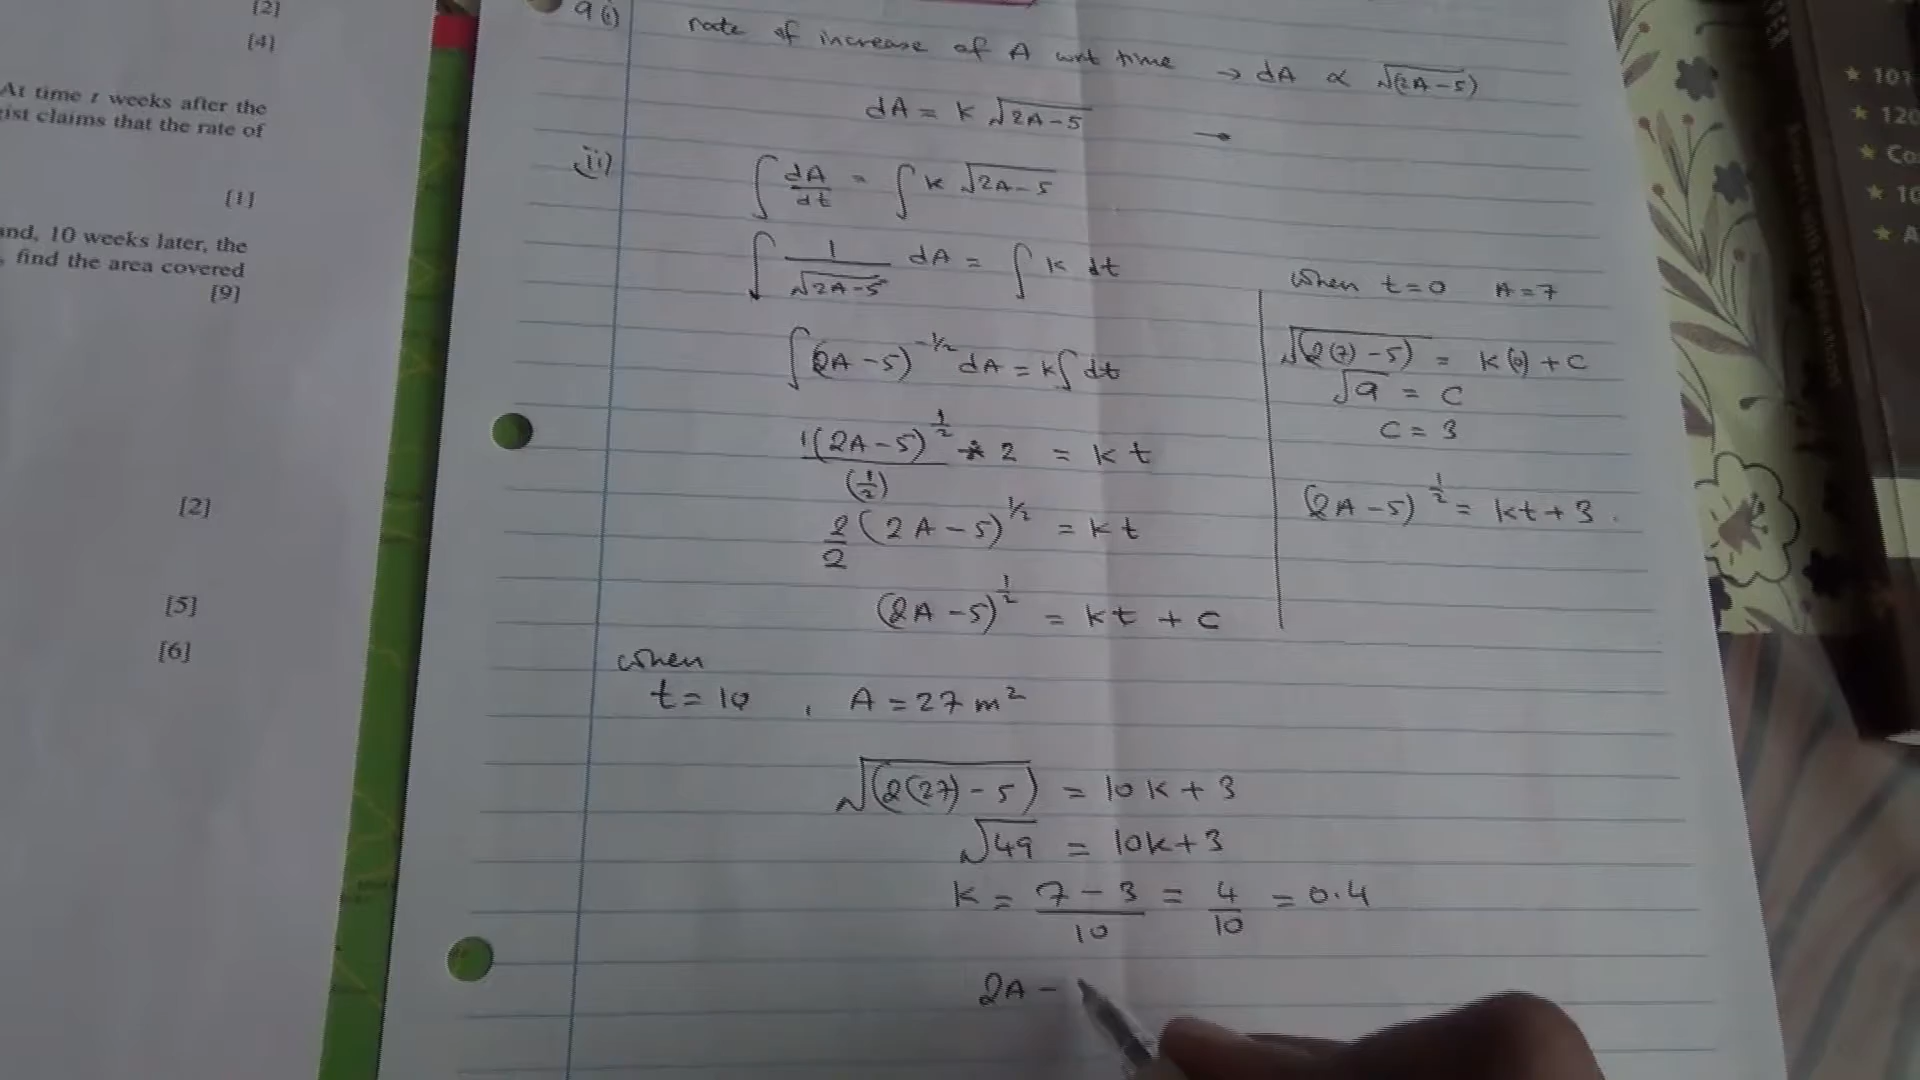 [2]
[4]
At time t weeks after the
ist claims that the rate of
[1]
and, 10 weeks later, the
, find the area covered
[9]
[2]
[5]
[6]
9(i) rate of increase of A wrt time → dA ∝ √(2A-5)
dA = k √2A-5
(ii) ∫ dA/dt = ∫ k √2A-5
∫ 1/√2A-5 dA = ∫ k dt
∫(2A-5)^-1/2 dA = k∫ dt
1(2A-5)^1/2 / (1/2) * 2 = kt
2/2 (2A-5)^1/2 = kt
(2A-5)^1/2 = kt + c
when t=0 A=7
√(2(7)-5) = k(0)+C
√9 = C
C = 3
(2A-5)^1/2 = kt+3.
when
t=10 , A=27m²
√(2(27)-5) = 10k+3
√49 = 10k+3
k = 7-3/10 = 4/10 = 0.4
2A -
★ 101
★ 120
★ Co
★ 10
★ A